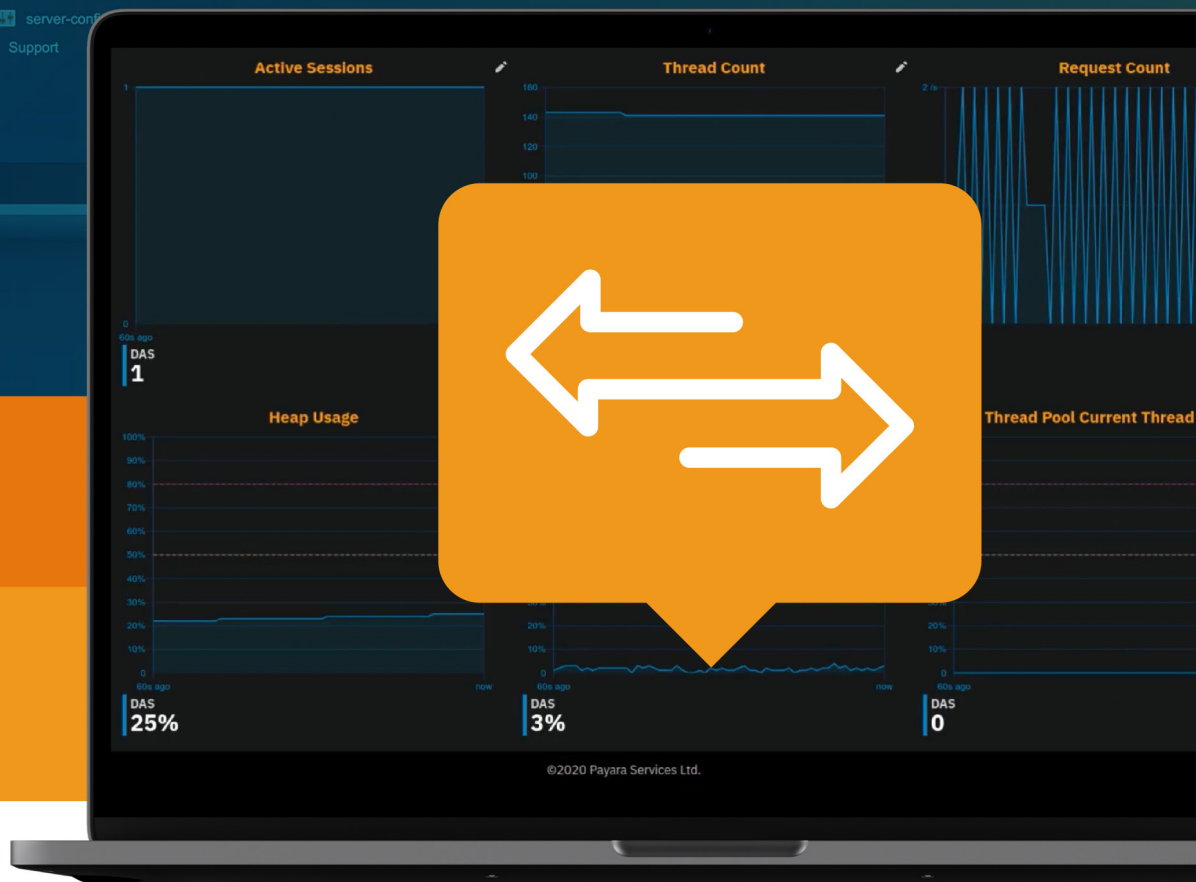 server-conf
Support
Active Sessions
Thread Count
Request Count
1
160
140
120
100
2 /s
0
60s ago
DAS
1
Heap Usage
Thread Pool Current Thread
100%
90%
80%
70%
60%
50%
40%
30%
20%
10%
0
60s ago
now
20%
10%
0
60s ago
now
20%
10%
0
60s ago
DAS
25%
DAS
3%
DAS
0
©2020 Payara Services Ltd.